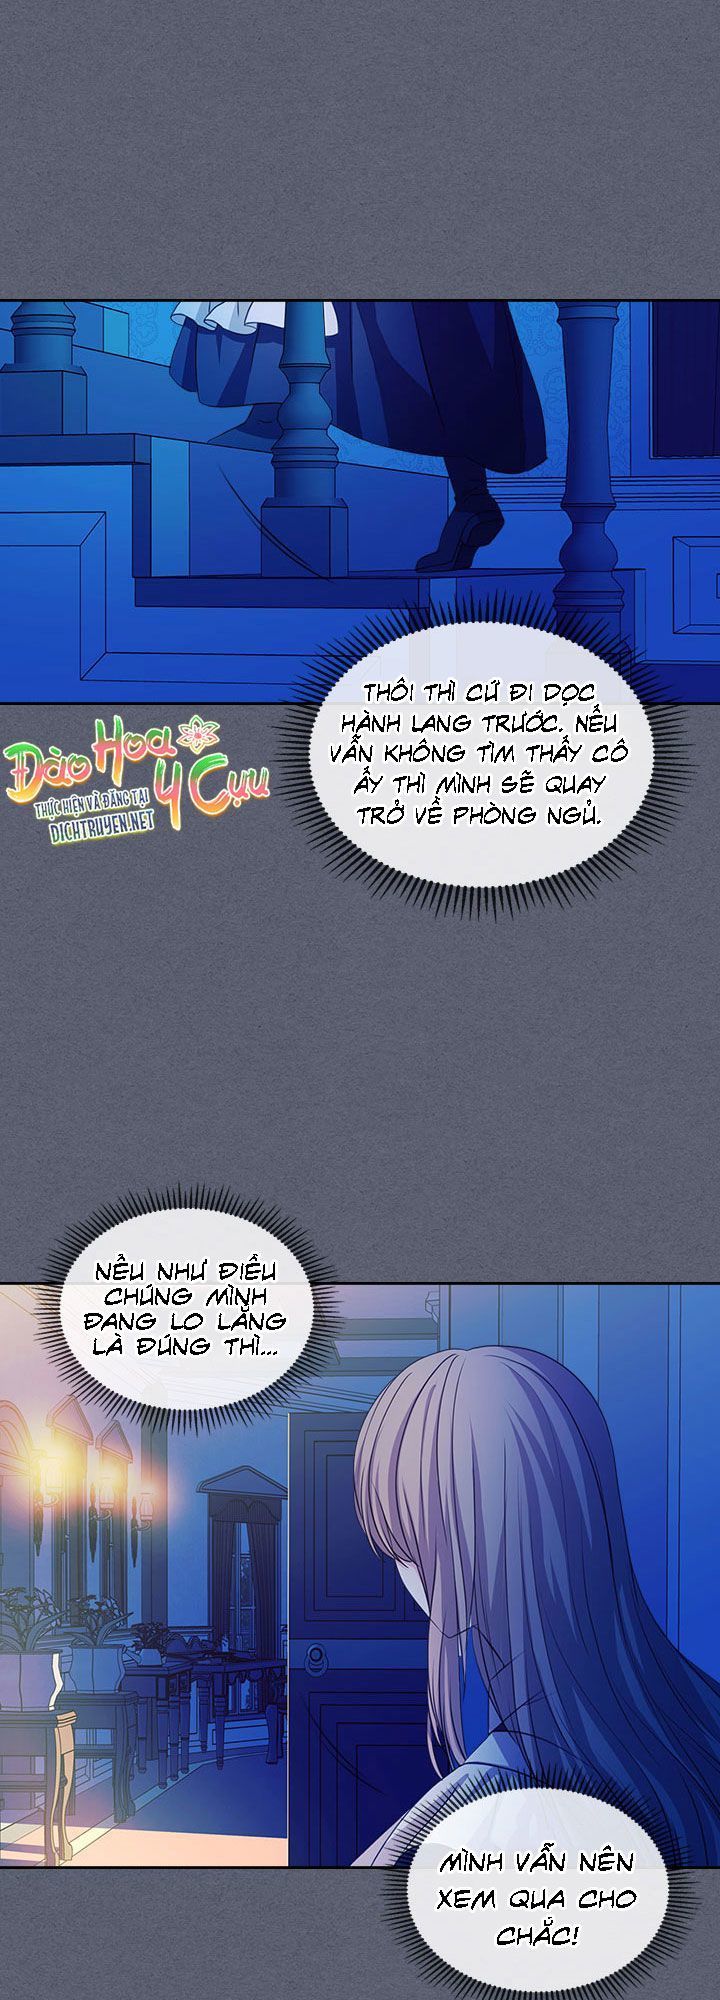 THÔI THÌ CỨ ĐI DỌC
HÀNH LANG TRƯỚC. NẾU
VẪN KHÔNG TÌM THẤY CÔ
ẤY THÌ MÌNH SẼ QUAY
TRỞ VỀ PHÒNG NGỦ.
Đào Hoa
Y Cựu
THỰC HIỆN VÀ ĐĂNG TẠI
DICHTRUYEN.NET
NẾU NHƯ ĐIỀU
CHÚNG MÌNH
ĐANG LO LẮNG
LÀ ĐÚNG THÌ...
MÌNH VẪN NÊN
XEM QUA CHO
CHẮC!